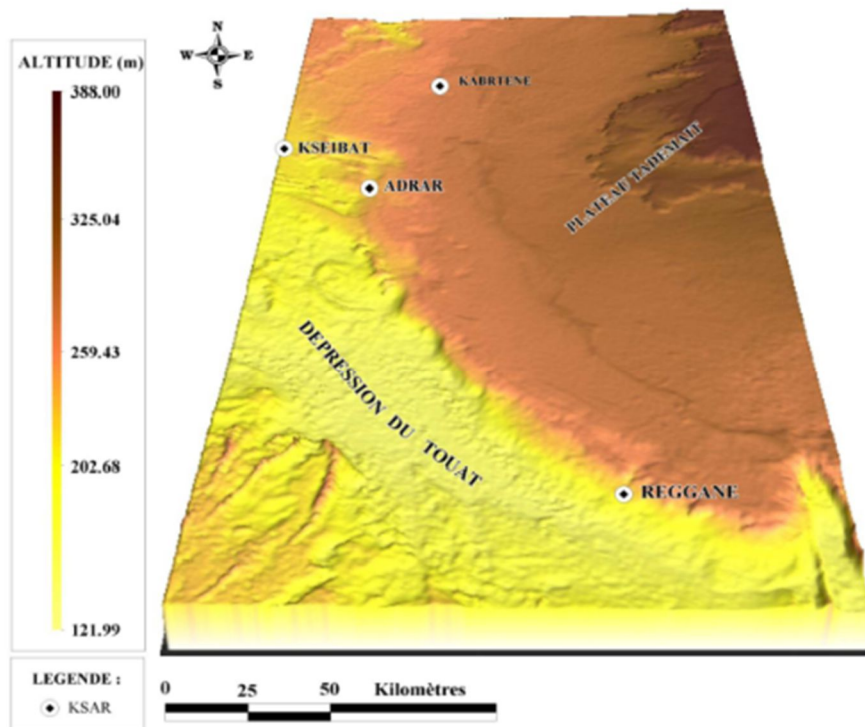 N
W E
S
ALTITUDE (m)
388.00
325.04
259.43
202.68
121.99
KABRTENE
KSEIBAT
ADRAR
PLATEAU TADEMAIT
DEPRESSION DU TOUAT
REGGANE
LEGENDE :
KSAR
0 25 50 Kilomètres